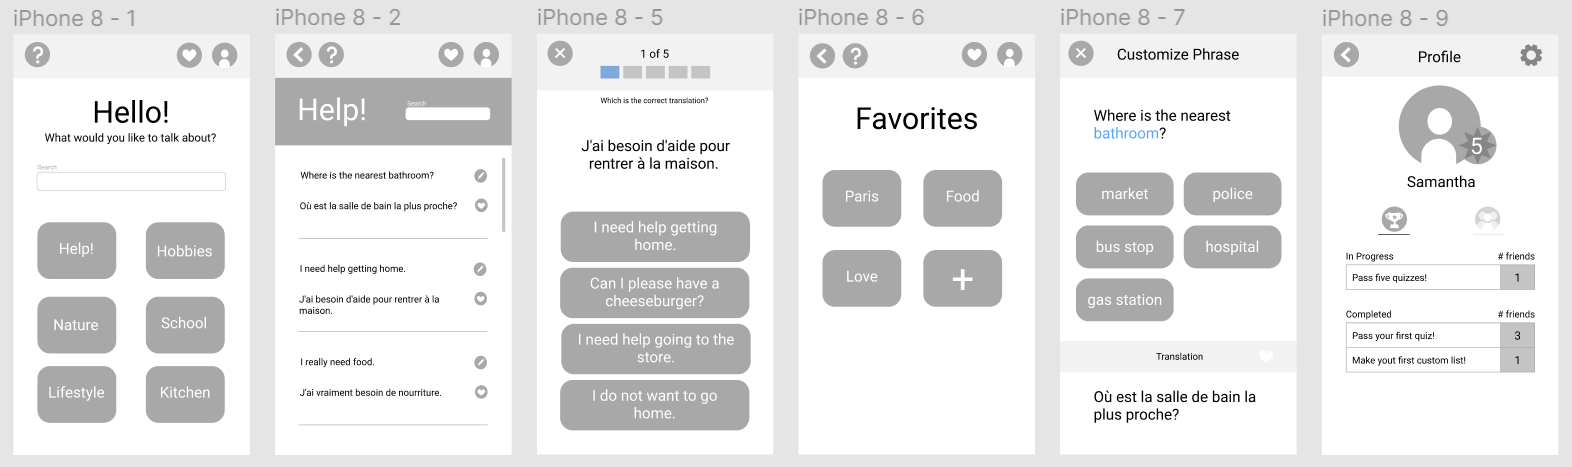 iPhone 8 - 1
?
Hello!
What would you like to talk about?
Search
Help!
Hobbies
Nature
School
Lifestyle
Kitchen
iPhone 8 - 2
?
Help!
Search
Where is the nearest bathroom?
Où est la salle de bain la plus proche?
I need help getting home.
J'ai besoin d'aide pour rentrer à la
maison.
I really need food.
J'ai vraiment besoin de nourriture.
iPhone 8 - 5
1 of 5
Which is the correct translation?
J'ai besoin d'aide pour
rentrer à la maison.
I need help getting
home.
Can I please have a
cheeseburger?
I need help going to the
store.
I do not want to go
home.
iPhone 8 - 6
?
Favorites
Paris
Food
Love
+
iPhone 8 - 7
Customize Phrase
Where is the nearest
bathroom?
market
police
bus stop
hospital
gas station
Translation
Où est la salle de bain la
plus proche?
iPhone 8 - 9
Profile
5
Samantha
In Progress # friends
Pass five quizzes! 1
Completed # friends
Pass your first quiz! 3
Make yout first custom list! 1